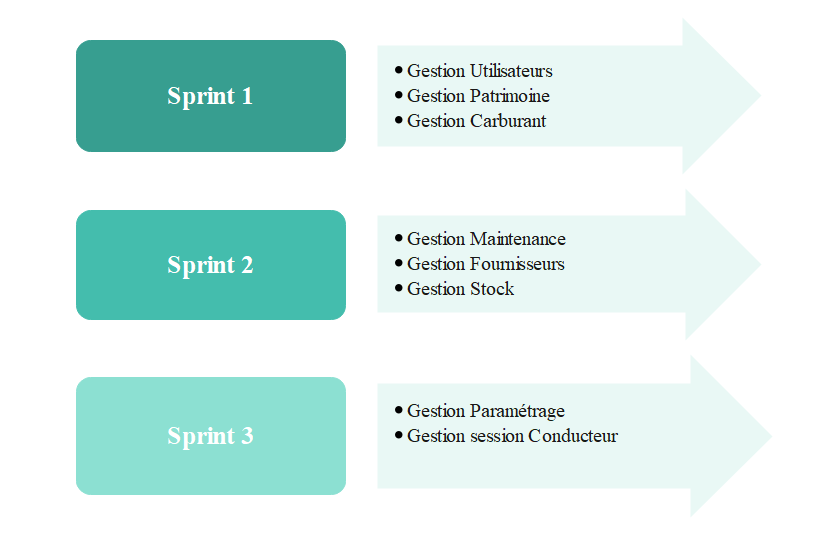 Sprint 1
• Gestion Utilisateurs
• Gestion Patrimoine
• Gestion Carburant
Sprint 2
• Gestion Maintenance
• Gestion Fournisseurs
• Gestion Stock
Sprint 3
• Gestion Paramétrage
• Gestion session Conducteur